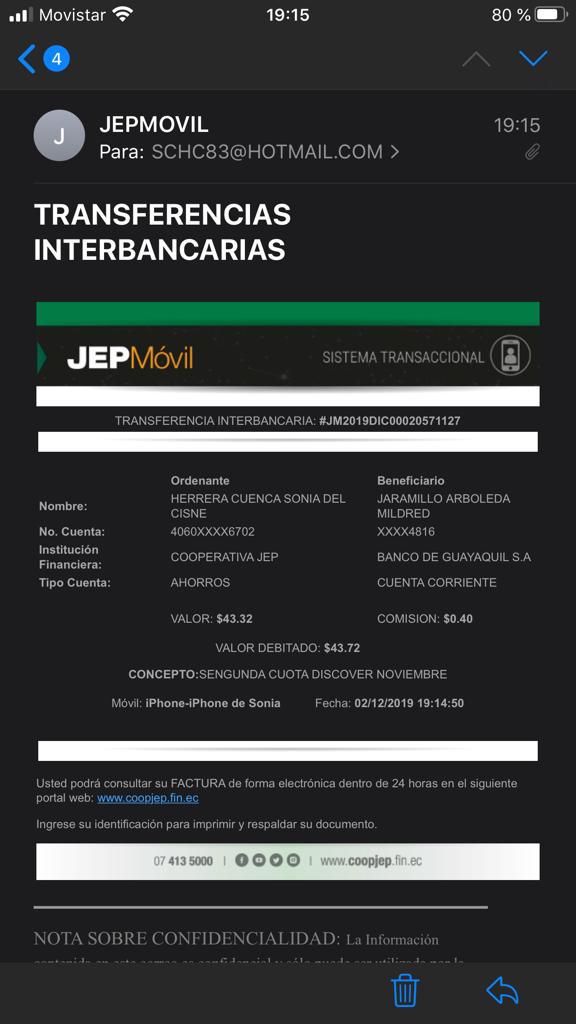 Movistar 19:15 80 %
4
J JEPMOVIL 19:15
Para: SCHC83@HOTMAIL.COM >
TRANSFERENCIAS
INTERBANCARIAS
JEPMóvil SISTEMA TRANSACCIONAL
TRANSFERENCIA INTERBANCARIA: #JM2019DIC00020571127
Ordenante Beneficiario
Nombre: HERRERA CUENCA SONIA DEL CISNE JARAMILLO ARBOLEDA MILDRED
No. Cuenta: 4060XXXX6702 XXXX4816
Institución Financiera: COOPERATIVA JEP BANCO DE GUAYAQUIL S.A
Tipo Cuenta: AHORROS CUENTA CORRIENTE
VALOR: $43.32 COMISION: $0.40
VALOR DEBITADO: $43.72
CONCEPTO:SENGUNDA CUOTA DISCOVER NOVIEMBRE
Móvil: iPhone-iPhone de Sonia Fecha: 02/12/2019 19:14:50
Usted podrá consultar su FACTURA de forma electrónica dentro de 24 horas en el siguiente
portal web: www.coopjep.fin.ec
Ingrese su identificación para imprimir y respaldar su documento.
07 413 5000 | | www.coopjep.fin.ec
NOTA SOBRE CONFIDENCIALIDAD: La Información